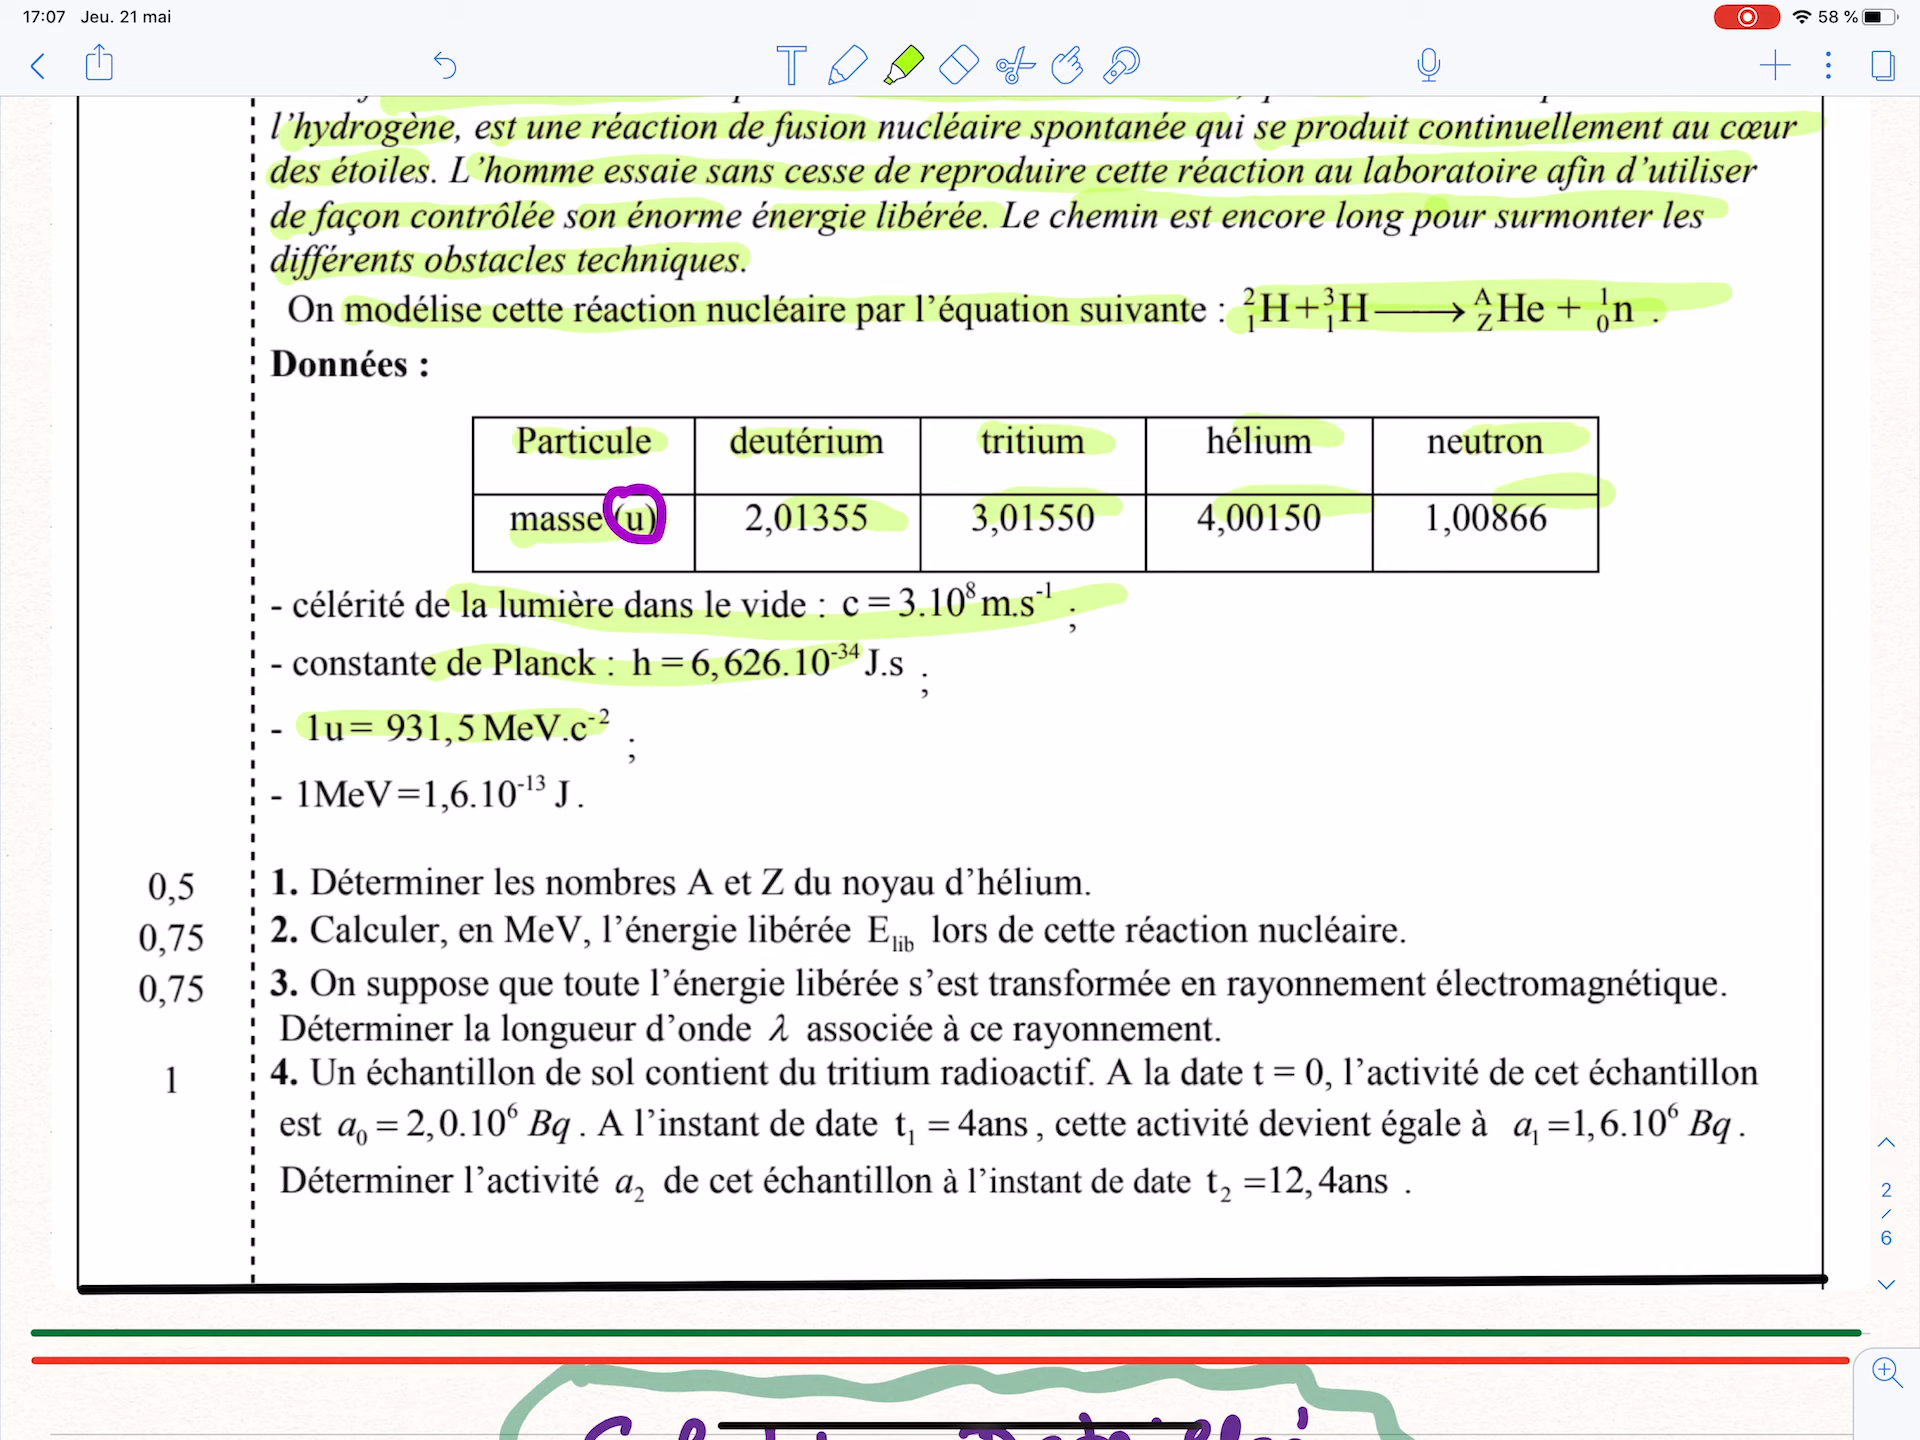 17:07 Jeu. 21 mai 58 %
l’hydrogène, est une réaction de fusion nucléaire spontanée qui se produit continuellement au cœur
des étoiles. L’homme essaie sans cesse de reproduire cette réaction au laboratoire afin d’utiliser
de façon contrôlée son énorme énergie libérée. Le chemin est encore long pour surmonter les
différents obstacles techniques.
On modélise cette réaction nucléaire par l’équation suivante : ²₁H+³₁H ⟶ ᴬ_ZHe + ¹₀n .
Données :
Particule deutérium tritium hélium neutron
masse (u) 2,01355 3,01550 4,00150 1,00866
- célérité de la lumière dans le vide : c = 3.10⁸ m.s⁻¹ ;
- constante de Planck : h = 6,626.10⁻³⁴ J.s ;
- 1u = 931,5 MeV.c⁻² ;
- 1MeV=1,6.10⁻¹³ J .
0,5 1. Déterminer les nombres A et Z du noyau d’hélium.
0,75 2. Calculer, en MeV, l’énergie libérée E_lib lors de cette réaction nucléaire.
0,75 3. On suppose que toute l’énergie libérée s’est transformée en rayonnement électromagnétique.
Déterminer la longueur d’onde λ associée à ce rayonnement.
1 4. Un échantillon de sol contient du tritium radioactif. A la date t = 0, l’activité de cet échantillon
est a₀ = 2,0.10⁶ Bq . A l’instant de date t₁ = 4ans , cette activité devient égale à a₁ =1,6.10⁶ Bq .
Déterminer l’activité a₂ de cet échantillon à l’instant de date t₂ =12,4ans .
2
/
6